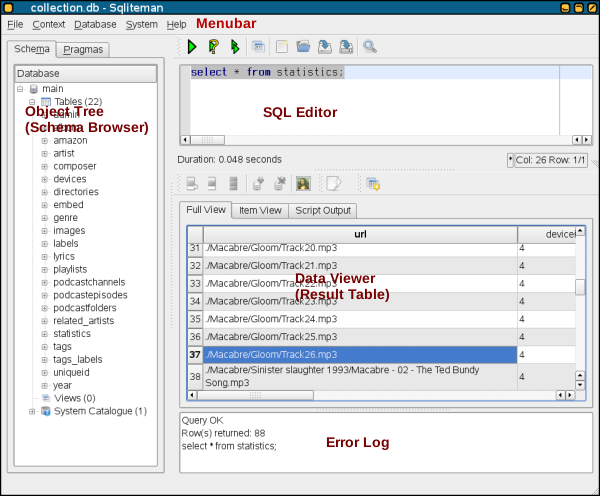 collection.db - Sqliteman
File Context Database System Help Menubar
Schema Pragmas
Database
main
Tables (22)
admin
Object Tree
album
(Schema Browser)
amazon
artist
composer
devices
directories
embed
genre
images
labels
lyrics
playlists
podcastchannels
podcastepisodes
podcastfolders
related_artists
statistics
tags
tags_labels
uniqueid
year
Views (0)
System Catalogue (1)
select * from statistics;
SQL Editor
Duration: 0.048 seconds
* Col: 26 Row: 1/1
Full View Item View Script Output
url device
31 ./Macabre/Gloom/Track20.mp3 4
32 ./Macabre/Gloom/Track21.mp3 4
Data Viewer
33 ./Macabre/Gloom/Track22.mp3 4
(Result Table)
34 ./Macabre/Gloom/Track23.mp3 4
35 ./Macabre/Gloom/Track24.mp3 4
36 ./Macabre/Gloom/Track25.mp3 4
37 ./Macabre/Gloom/Track26.mp3 4
38 ./Macabre/Sinister slaughter 1993/Macabre - 02 - The Ted Bundy Song.mp3 4
Query OK
Row(s) returned: 88
select * from statistics;
Error Log